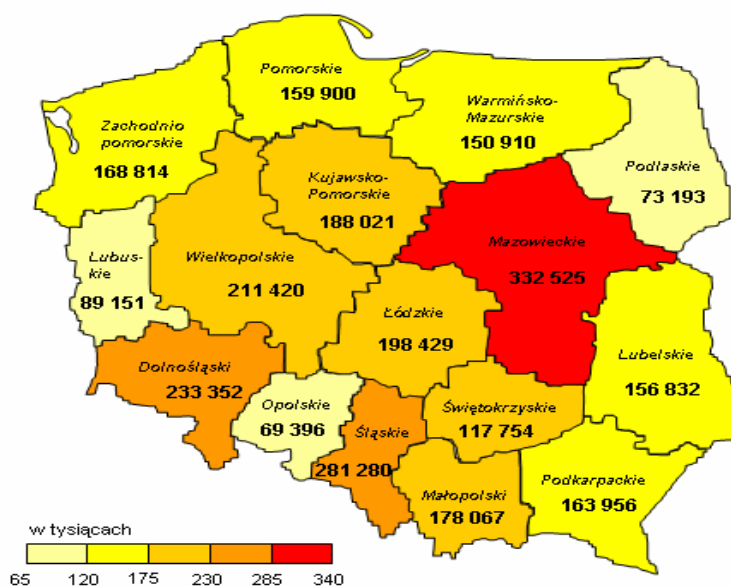 Pomorskie
159 900
Warmińsko-
Mazurskie
150 910
Zachodnio
pomorskie
168 814
Podlaskie
73 193
Kujawsko-
Pomorskie
188 021
Mazowieckie
332 525
Lubus-
kie
89 151
Wielkopolskie
211 420
Łódzkie
198 429
Lubelskie
156 832
Dolnośląski
233 352
Opolskie
69 396
Śląskie
281 280
Świętokrzyskie
117 754
Małopolski
178 067
Podkarpackie
163 956
w tysiącach
65 120 175 230 285 340